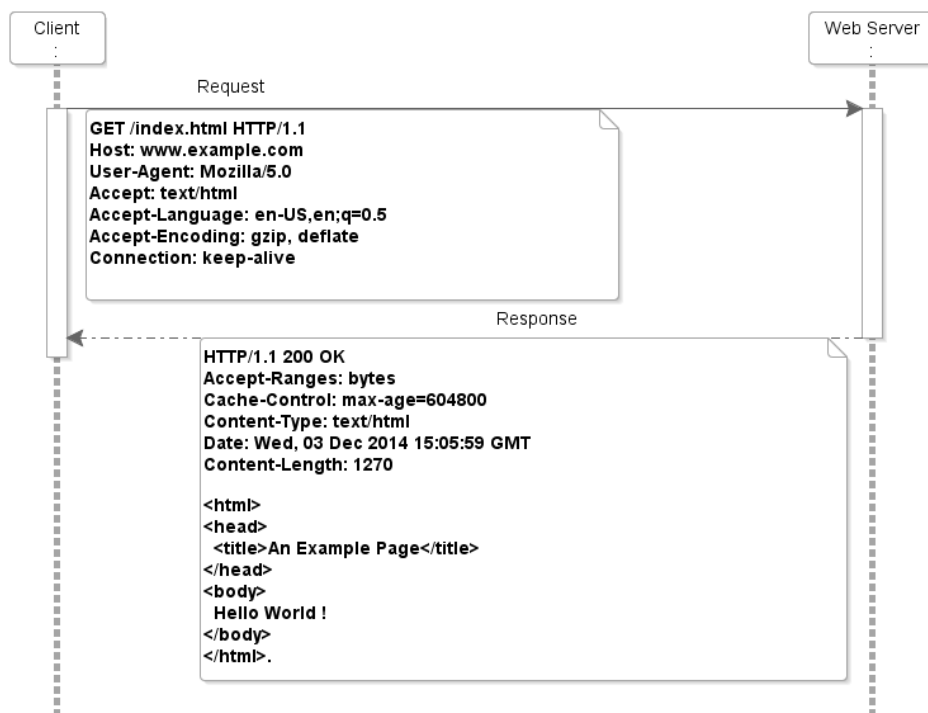 Client
:
Web Server
:
Request
GET /index.html HTTP/1.1
Host: www.example.com
User-Agent: Mozilla/5.0
Accept: text/html
Accept-Language: en-US,en;q=0.5
Accept-Encoding: gzip, deflate
Connection: keep-alive
Response
HTTP/1.1 200 OK
Accept-Ranges: bytes
Cache-Control: max-age=604800
Content-Type: text/html
Date: Wed, 03 Dec 2014 15:05:59 GMT
Content-Length: 1270

<html>
<head>
  <title>An Example Page</title>
</head>
<body>
  Hello World !
</body>
</html>.